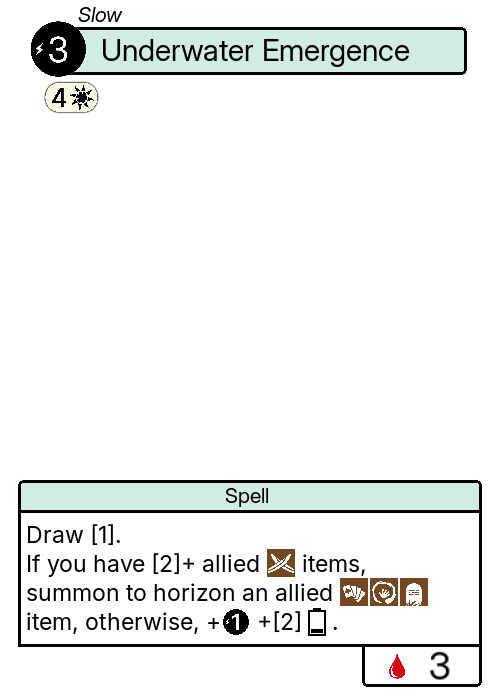 Slow
3 Underwater Emergence
4
Spell
Draw [1].
If you have [2]+ allied items,
summon to horizon an allied
item, otherwise, +1 +[2] .
3